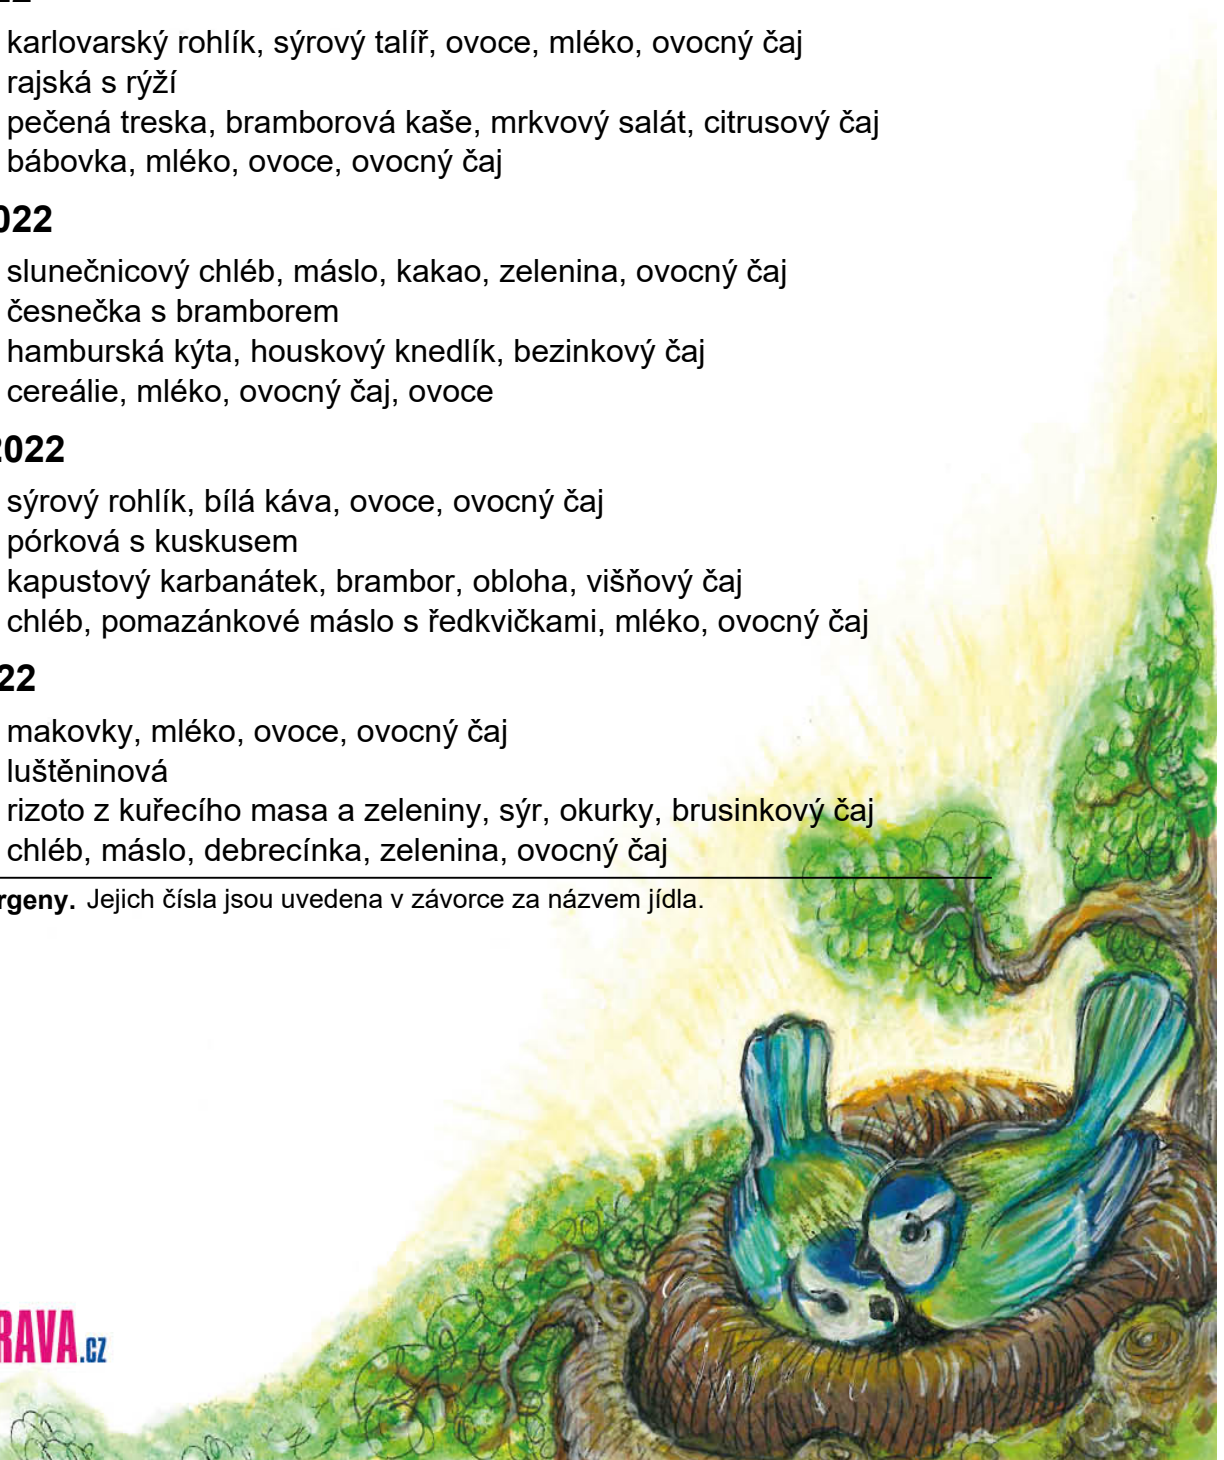 karlovarský rohlík, sýrový talíř, ovoce, mléko, ovocný čaj
rajská s rýží
pečená treska, bramborová kaše, mrkvový salát, citrusový čaj
bábovka, mléko, ovoce, ovocný čaj
022
slunečnicový chléb, máslo, kakao, zelenina, ovocný čaj
česnečka s bramborem
hamburská kýta, houskový knedlík, bezinkový čaj
cereálie, mléko, ovocný čaj, ovoce
2022
sýrový rohlík, bílá káva, ovoce, ovocný čaj
pórková s kuskusem
kapustový karbanátek, brambor, obloha, višňový čaj
chléb, pomazánkové máslo s ředkvičkami, mléko, ovocný čaj
22
makovky, mléko, ovoce, ovocný čaj
luštěninová
rizoto z kuřecího masa a zeleniny, sýr, okurky, brusinkový čaj
chléb, máslo, debrecínka, zelenina, ovocný čaj
rgeny. Jejich čísla jsou uvedena v závorce za názvem jídla.
RAVA.cz